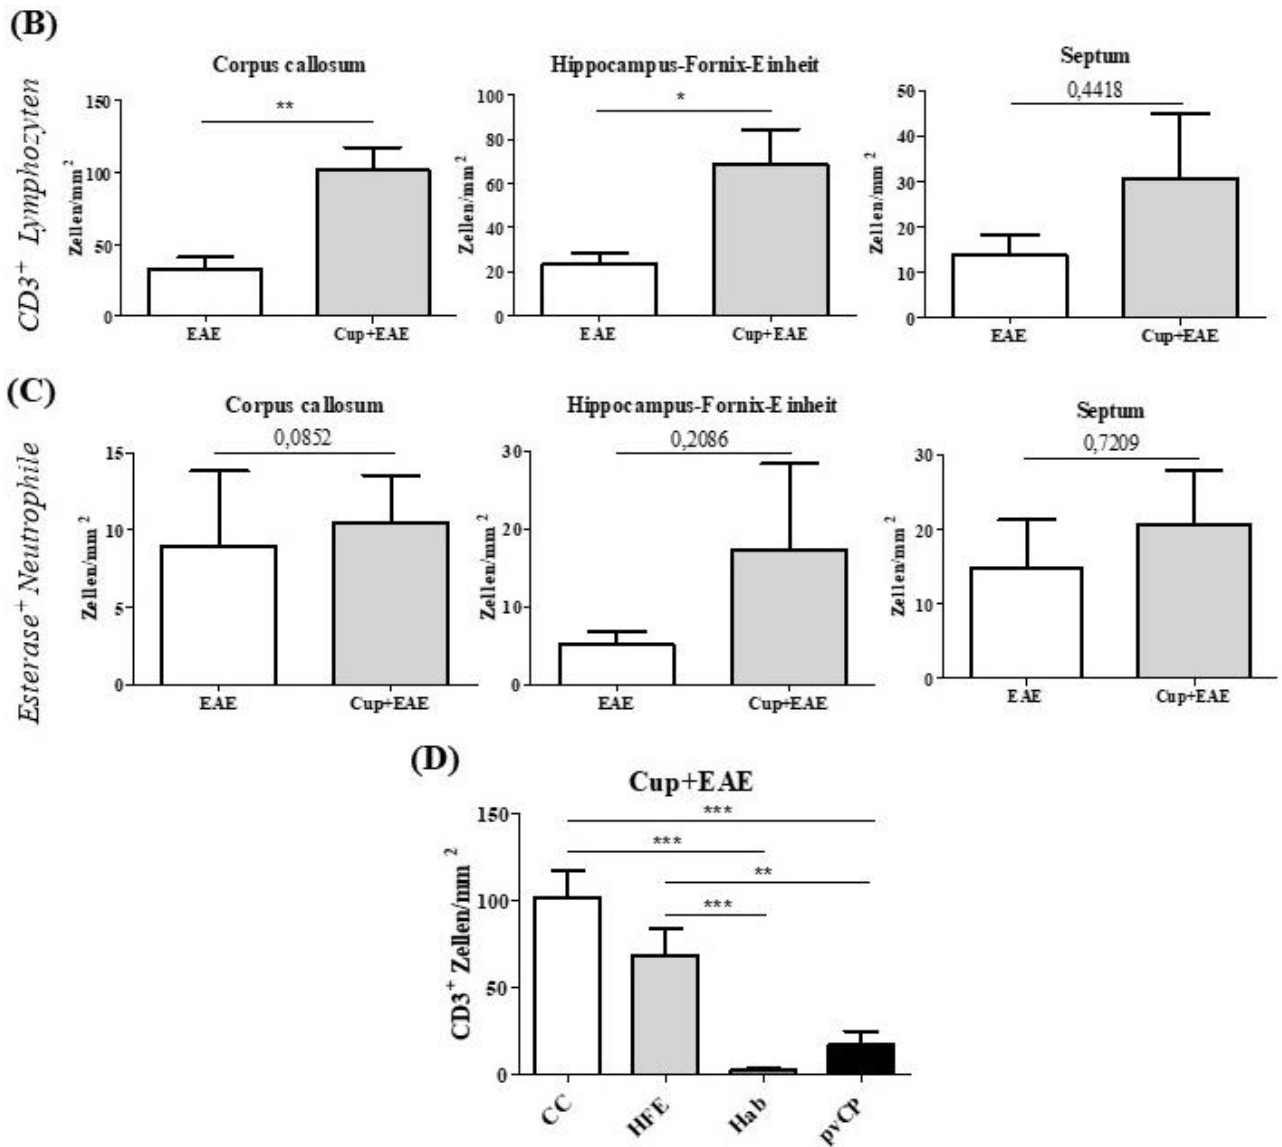 (B)
CD3⁺ Lymphozyten
Corpus callosum
**
150
100
50
0
Zellen/mm²
EAE
Cup+EAE
Hippocampus-Fornix-Einheit
*
100
80
60
40
20
0
Zellen/mm²
EAE
Cup+EAE
Septum
0,4418
50
40
30
20
10
0
Zellen/mm²
EAE
Cup+EAE
(C)
Esterase⁺ Neutrophile
Corpus callosum
0,0852
15
10
5
0
Zellen/mm²
EAE
Cup+EAE
Hippocampus-Fornix-Einheit
0,2086
30
20
10
0
Zellen/mm²
EAE
Cup+EAE
Septum
0,7209
30
20
10
0
Zellen/mm²
EAE
Cup+EAE
(D)
Cup+EAE
***
***
**
***
150
100
50
0
CD3⁺ Zellen/mm²
CC
HFE
Hab
pvCP